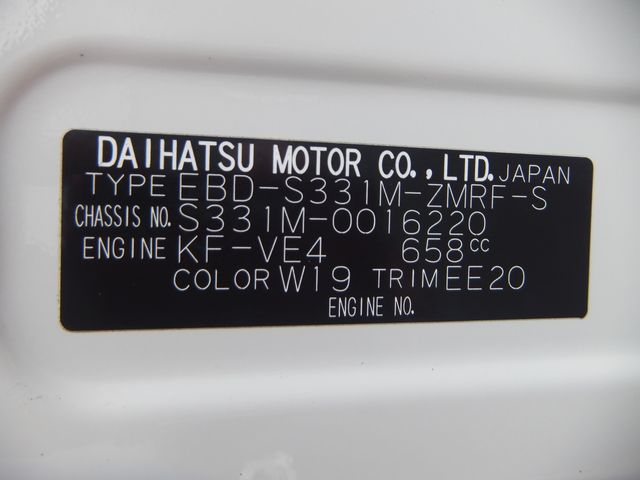 DAIHATSU MOTOR CO., LTD. JAPAN
TYPE EBD-S331M-ZMRF-S
CHASSIS NO. S331M-0016220
ENGINE KF-VE4 658cc
COLOR W19 TRIM EE20
ENGINE NO.